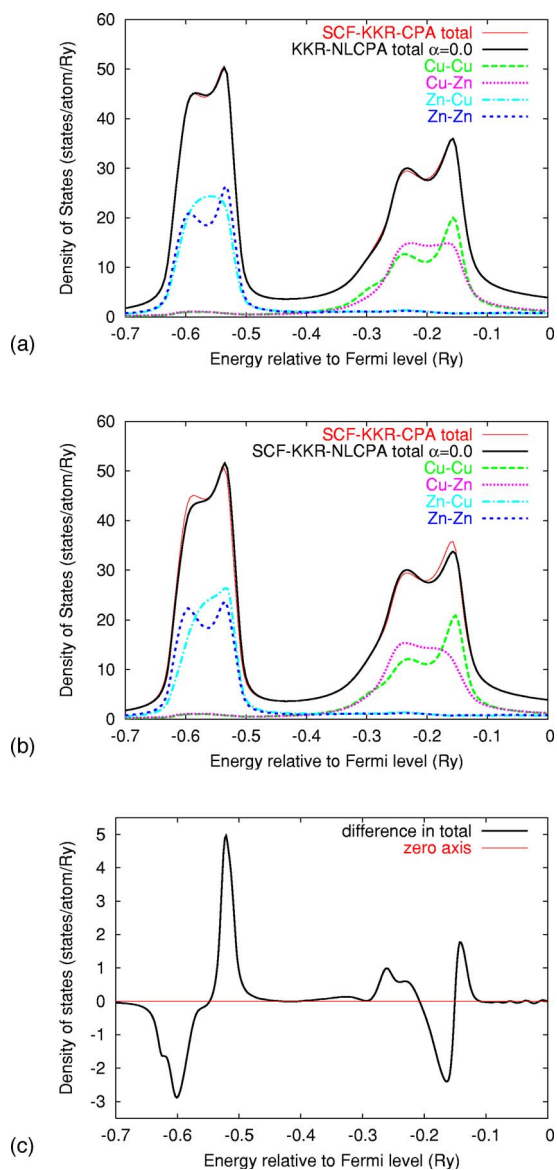 60
50
40
30
20
10
0
Density of States (states/atom/Ry)
SCF-KKR-CPA total
KKR-NLCPA total α=0.0
Cu-Cu
Cu-Zn
Zn-Cu
Zn-Zn
-0.7 -0.6 -0.5 -0.4 -0.3 -0.2 -0.1 0
(a)
Energy relative to Fermi level (Ry)
60
50
40
30
20
10
0
Density of States (states/atom/Ry)
SCF-KKR-CPA total
SCF-KKR-NLCPA total α=0.0
Cu-Cu
Cu-Zn
Zn-Cu
Zn-Zn
-0.7 -0.6 -0.5 -0.4 -0.3 -0.2 -0.1 0
(b)
Energy relative to Fermi level (Ry)
5
4
3
2
1
0
-1
-2
-3
Density of states (states/atom/Ry)
difference in total
zero axis
-0.7 -0.6 -0.5 -0.4 -0.3 -0.2 -0.1 0
(c)
Energy relative to Fermi level (Ry)